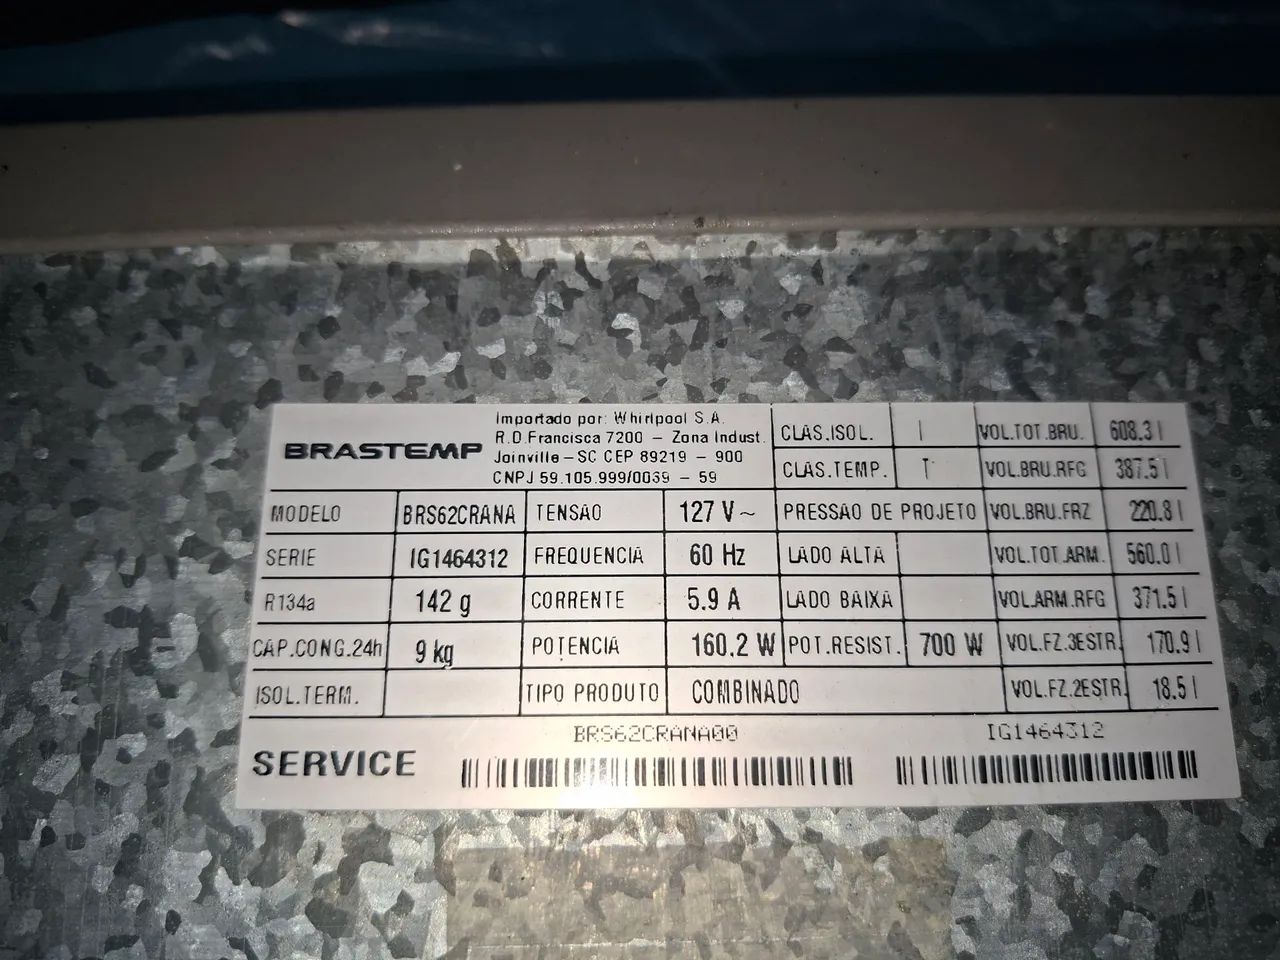 BRASTEMP
Importado por: Whirlpool S.A.
R.D.Francisca 7200 - Zona Indust.
Joinville-SC CEP 89219 - 900
CNPJ 59.105.999/0039 - 59
CLAS.ISOL. I VOL.TOT.BRU. 608.3 l
CLAS.TEMP. T VOL.BRU.RFG 387.5 l
MODELO BRS62CRANA TENSAO 127 V~ PRESSAO DE PROJETO VOL.BRU.FRZ 220.8 l
SERIE IG1464312 FREQUENCIA 60 Hz LADO ALTA VOL.TOT.ARM. 560.0 l
R134a 142 g CORRENTE 5.9 A LADO BAIXA VOL.ARM.RFG 371.5 l
CAP.CONG.24h 9 kg POTENCIA 160.2 W POT.RESIST. 700 W VOL.FZ.3ESTR. 170.9 l
ISOL.TERM. TIPO PRODUTO COMBINADO VOL.FZ.2ESTR. 18.5 l
BRS62CRANA00 IG1464312
SERVICE